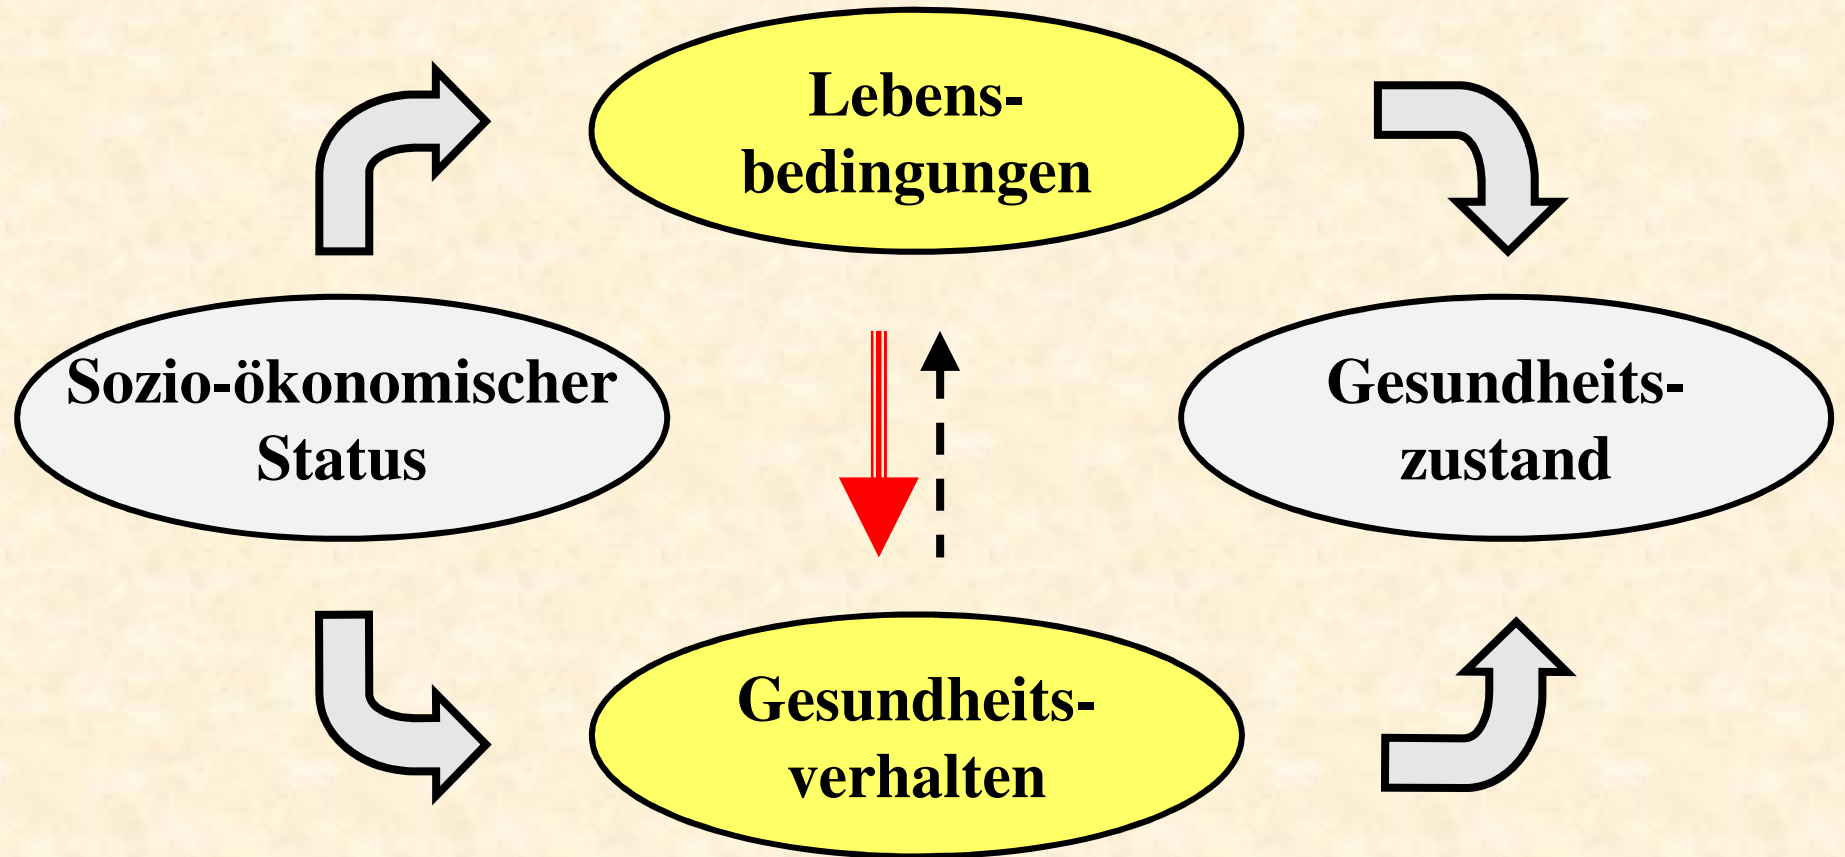 Lebens-
bedingungen
Sozio-ökonomischer
Status
Gesundheits-
zustand
Gesundheits-
verhalten